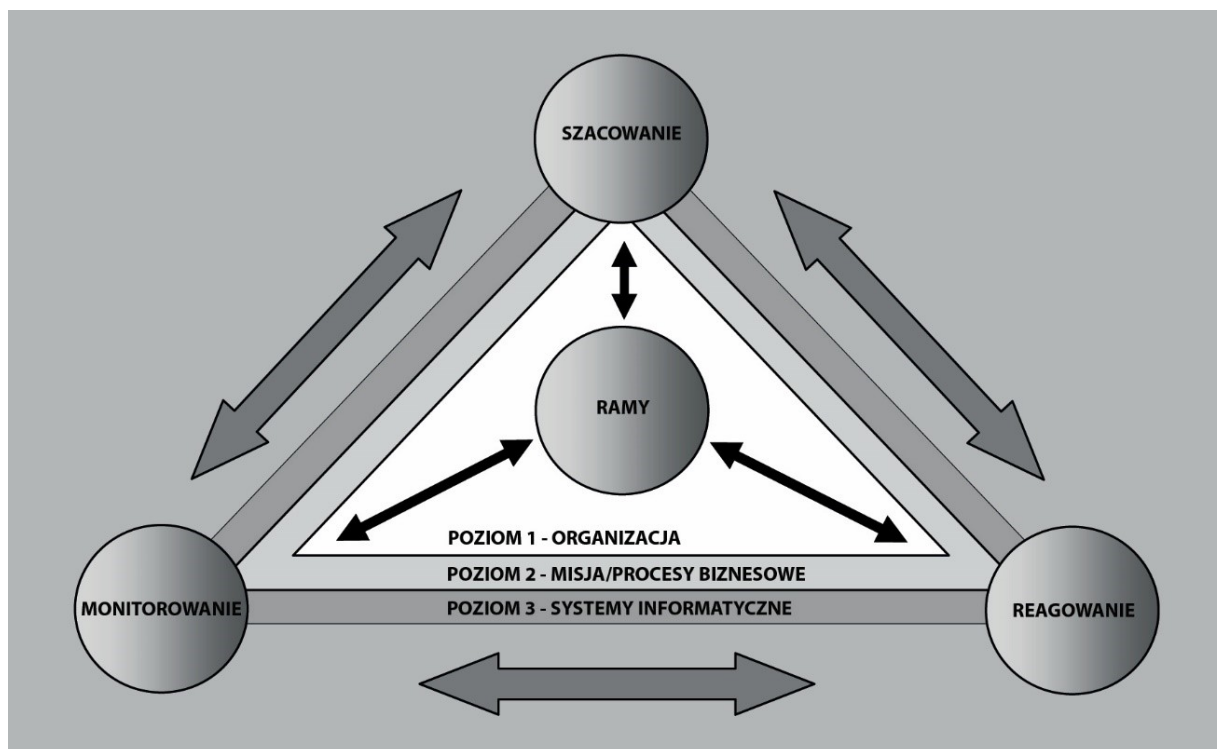 SZACOWANIE
RAMY
POZIOM 1 - ORGANIZACJA
POZIOM 2 - MISJA/PROCESY BIZNESOWE
MONITOROWANIE
POZIOM 3 - SYSTEMY INFORMATYCZNE
REAGOWANIE